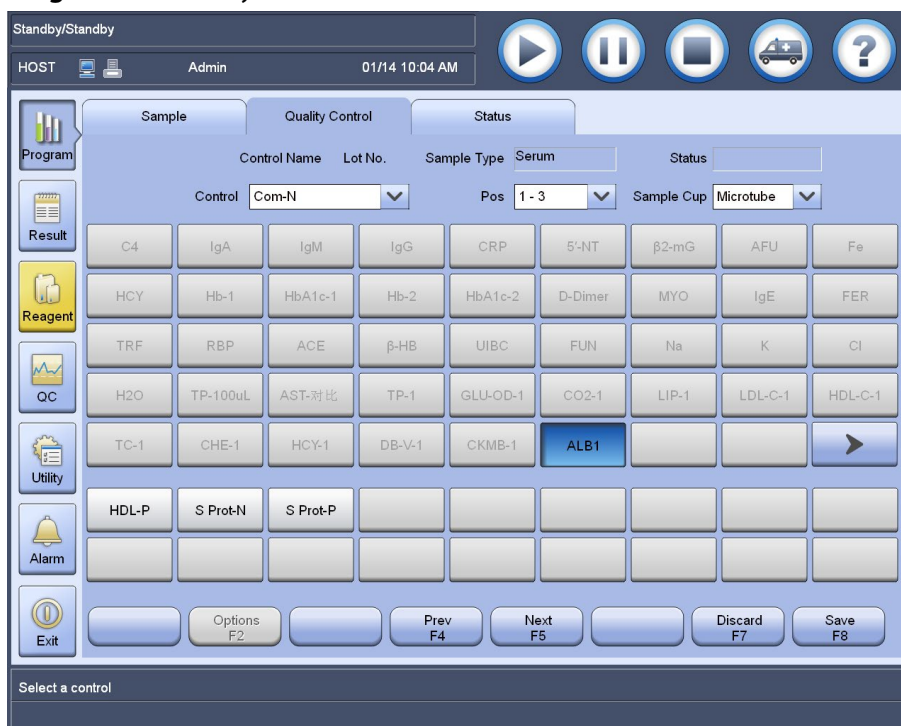 Standby/Standby
HOST Admin 01/14 10:04 AM
Program
Result
Reagent
QC
Utility
Alarm
Exit
Sample Quality Control Status
Control Name Lot No. Sample Type Serum Status
Control Com-N Pos 1 - 3 Sample Cup Microtube
C4 IgA IgM IgG CRP 5'-NT β2-mG AFU Fe
HCY Hb-1 HbA1c-1 Hb-2 HbA1c-2 D-Dimer MYO IgE FER
TRF RBP ACE β-HB UIBC FUN Na K Cl
H2O TP-100uL AST-对比 TP-1 GLU-OD-1 CO2-1 LIP-1 LDL-C-1 HDL-C-1
TC-1 CHE-1 HCY-1 DB-V-1 CKMB-1 ALB1
HDL-P S Prot-N S Prot-P
Options F2
Prev F4
Next F5
Discard F7
Save F8
Select a control